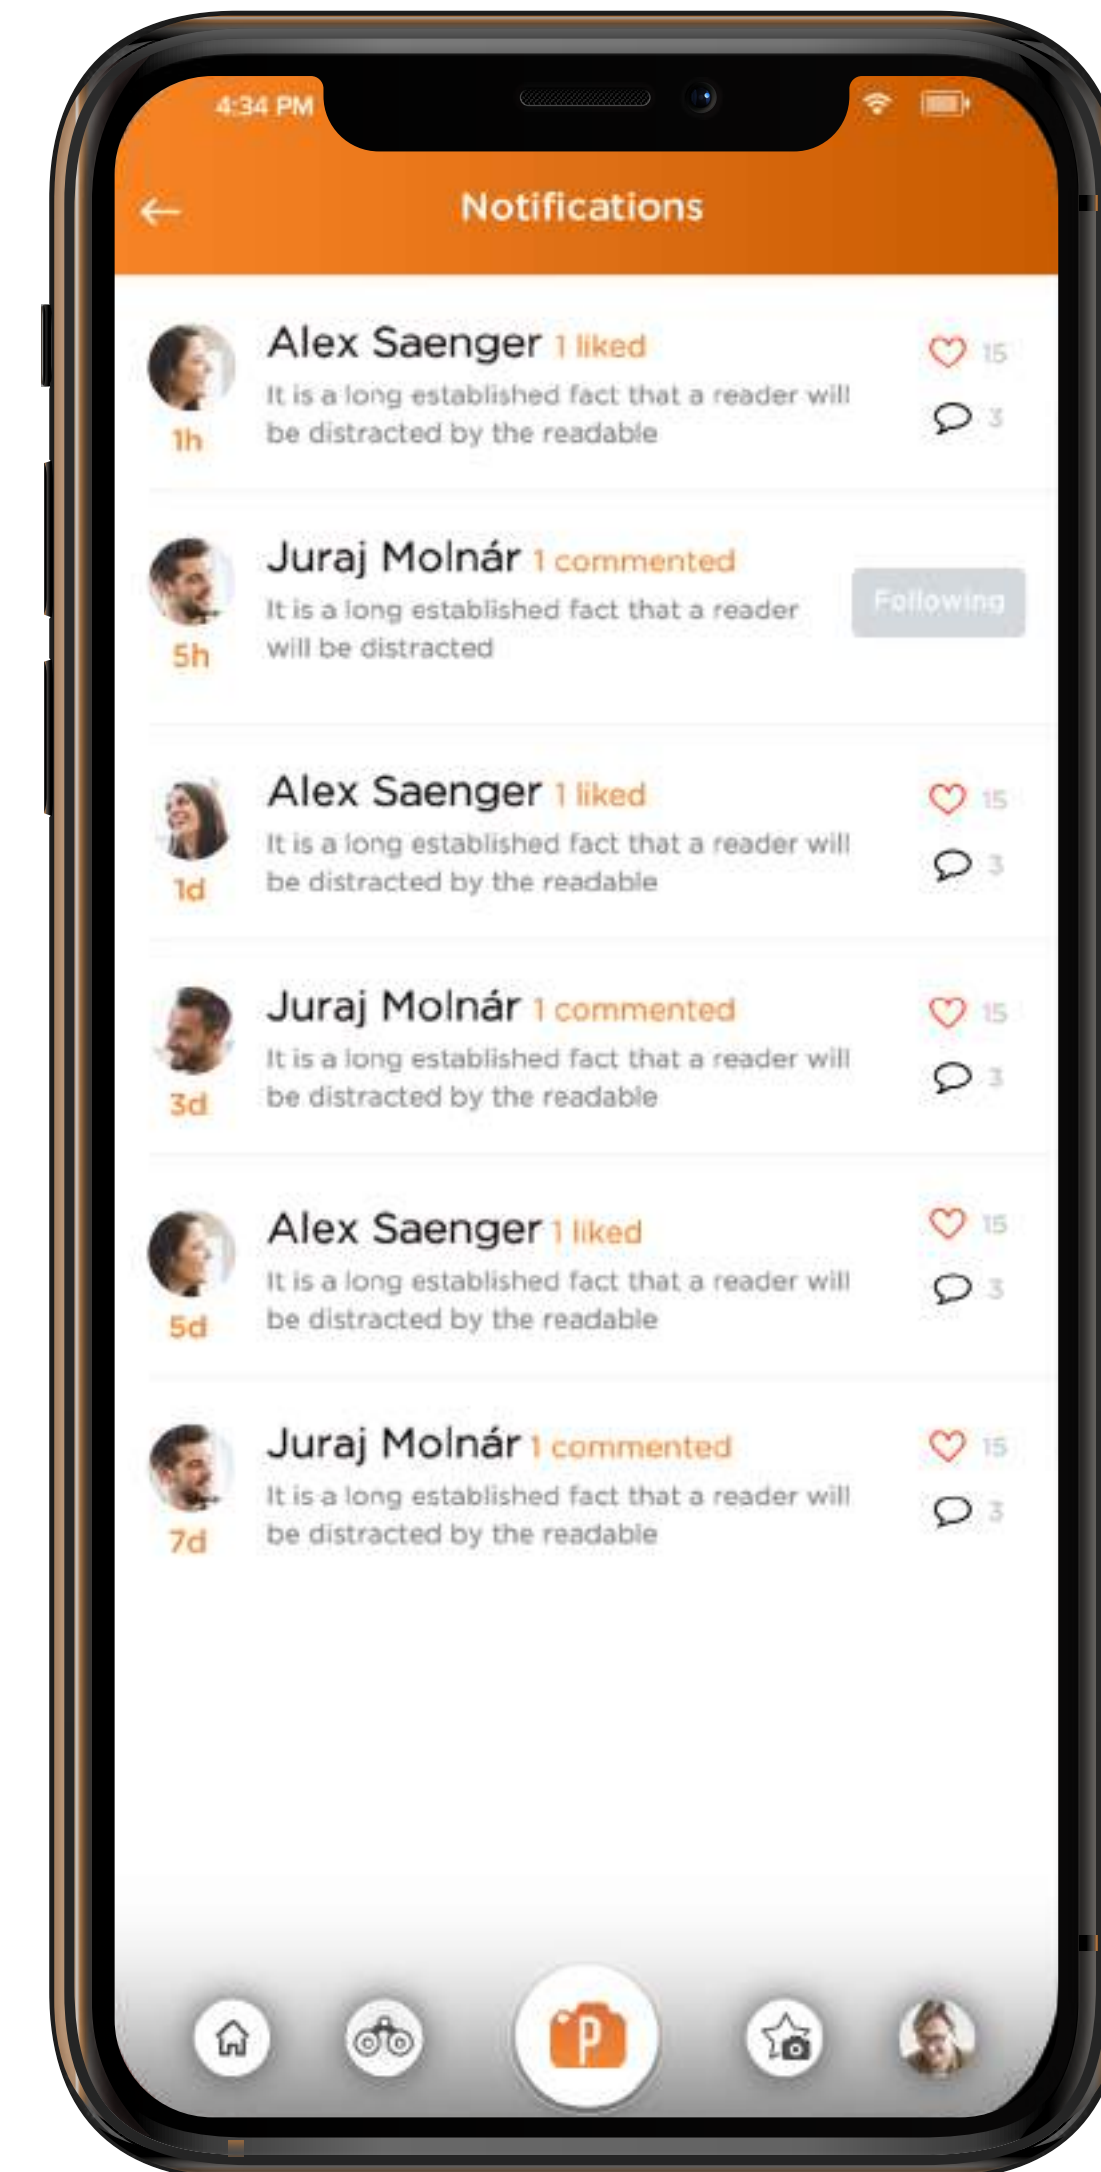 4:34 PM
Notifications
Alex Saenger 1 liked
15
It is a long established fact that a reader will
be distracted by the readable
3
1h
Juraj Molnár 1 commented
Following
It is a long established fact that a reader
will be distracted
5h
Alex Saenger 1 liked
15
It is a long established fact that a reader will
be distracted by the readable
3
1d
Juraj Molnár 1 commented
15
It is a long established fact that a reader will
be distracted by the readable
3
3d
Alex Saenger 1 liked
15
It is a long established fact that a reader will
be distracted by the readable
3
5d
Juraj Molnár 1 commented
15
It is a long established fact that a reader will
be distracted by the readable
3
7d
P